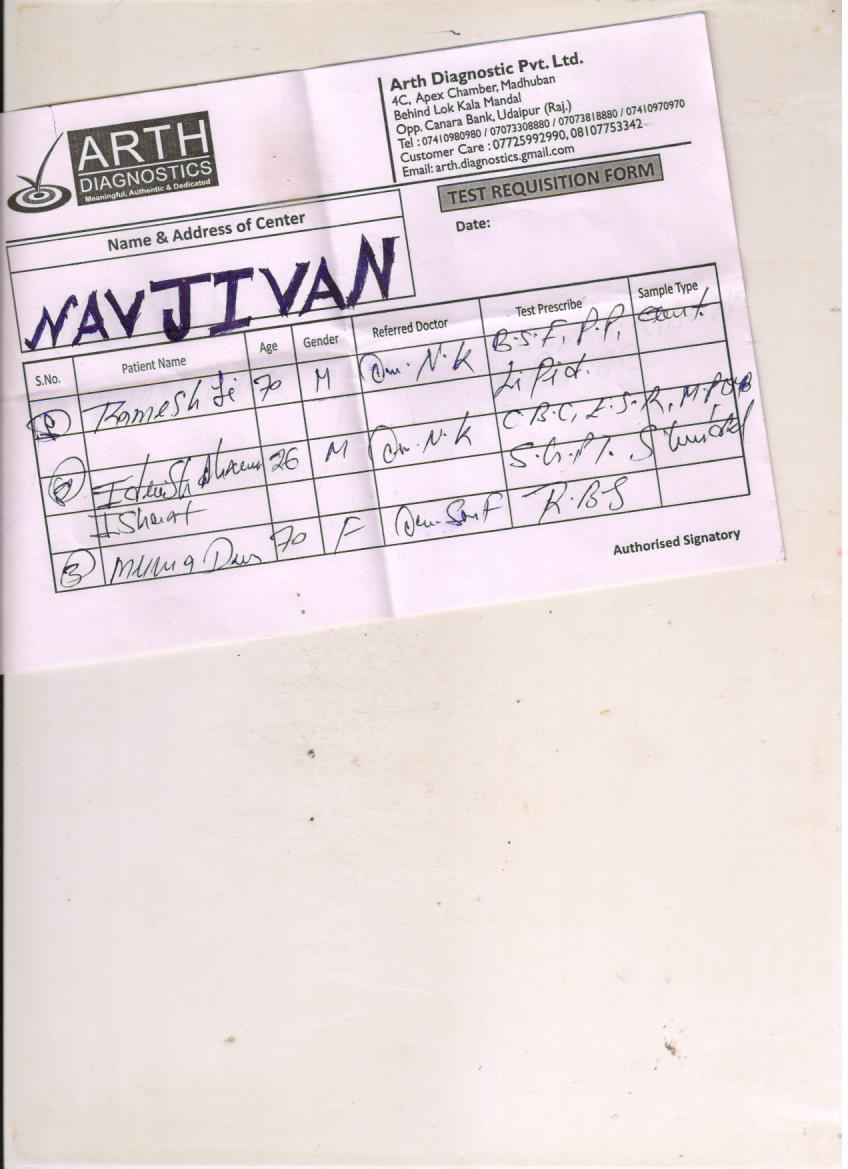 ARTH
DIAGNOSTICS
Meaningful, Authentic & Dedicated
Arth Diagnostic Pvt. Ltd.
4C, Apex Chamber, Madhuban
Behind Lok Kala Mandal
Opp. Canara Bank, Udaipur (Raj.)
Tel : 07410980980 / 07073308880 / 07073818880 / 07410970970
Customer Care : 07725992990, 08107753342
Email: arth.diagnostics.gmail.com
TEST REQUISITION FORM
Date:
Name & Address of Center
NAVJIVAN
S.No. Patient Name Age Gender Referred Doctor Test Prescribe Sample Type
1 Ramesh Ji 70 M N.K B.S.F, P.P,
Lipid.
2 26 M N.K C.B.C, E.S.R,
S.G.P.T.
3 70 F R.B.S
Authorised Signatory